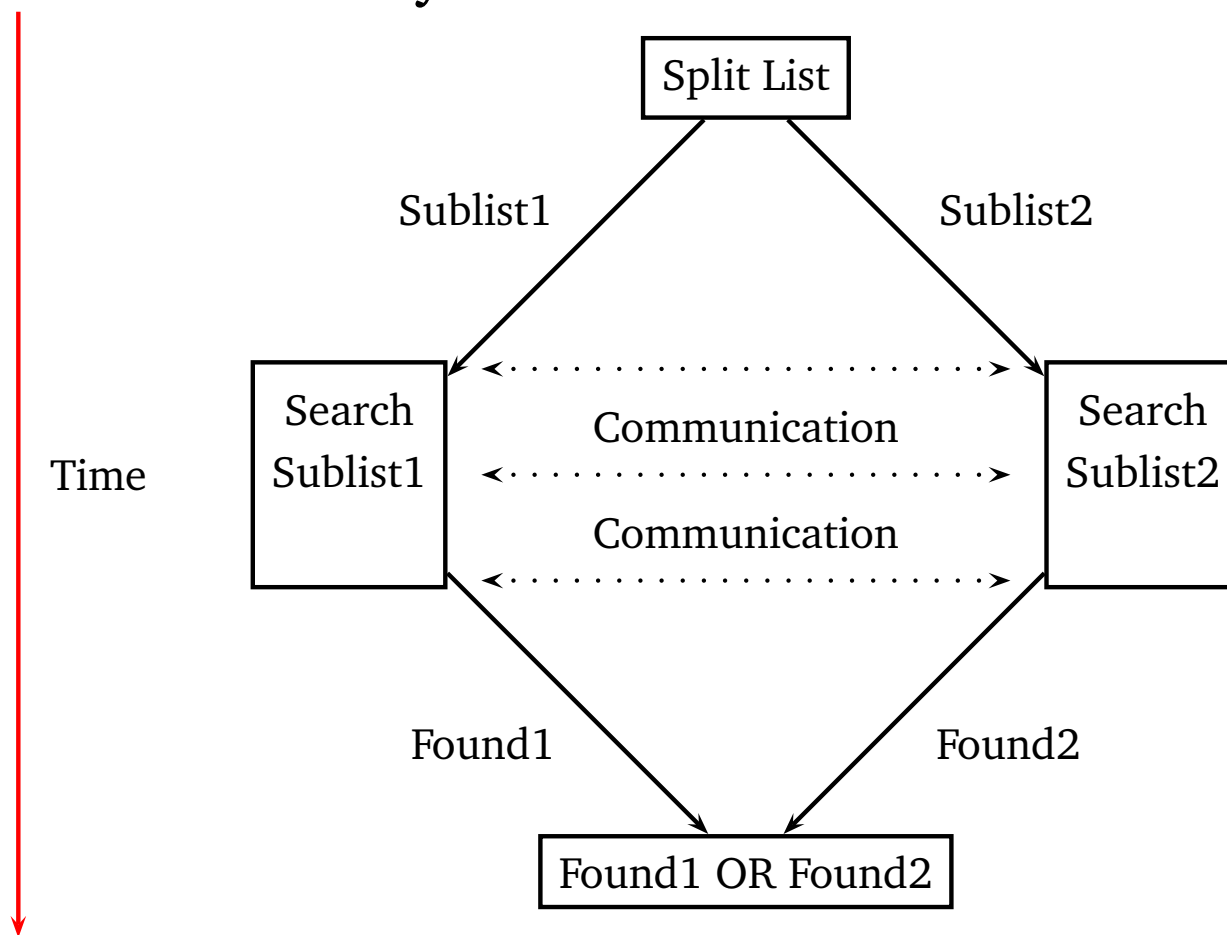 Split List
Sublist1
Sublist2
Search
Sublist1
Search
Sublist2
Time
Communication
Communication
Found1
Found2
Found1 OR Found2